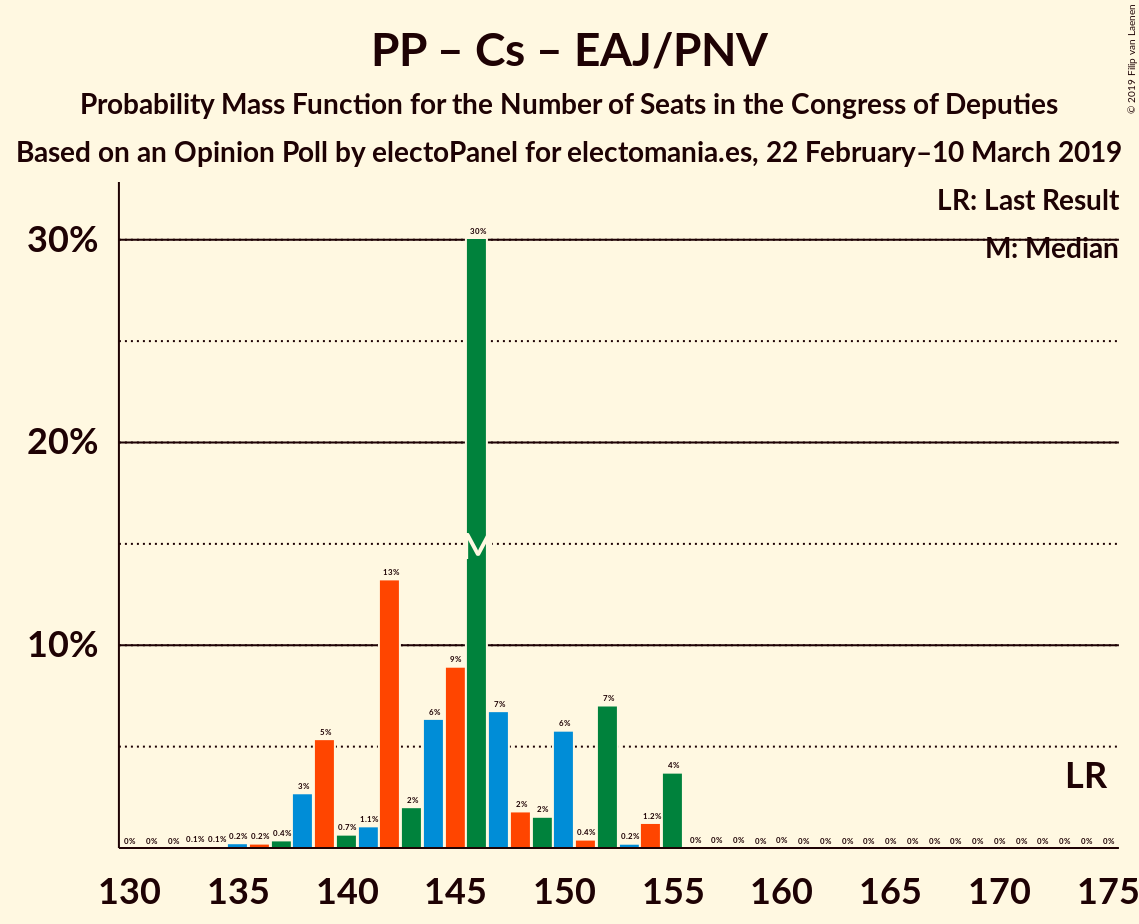 PP – Cs – EAJ/PNV
Probability Mass Function for the Number of Seats in the Congress of Deputies
Based on an Opinion Poll by electoPanel for electomania.es, 22 February–10 March 2019
© 2019 Filip van Laenen
LR: Last Result
M: Median
30%
20%
10%
0% 0% 0% 0.1% 0.1% 0.2% 0.2% 0.4% 3% 5% 0.7% 1.1% 13% 2% 6% 9% 30% 7% 2% 2% 6% 0.4% 7% 0.2% 1.2% 4% 0% 0% 0% 0% 0% 0% 0% 0% 0% 0% 0% 0% 0% 0% 0% 0% 0% 0% 0% 0%
M
LR
130 135 140 145 150 155 160 165 170 175